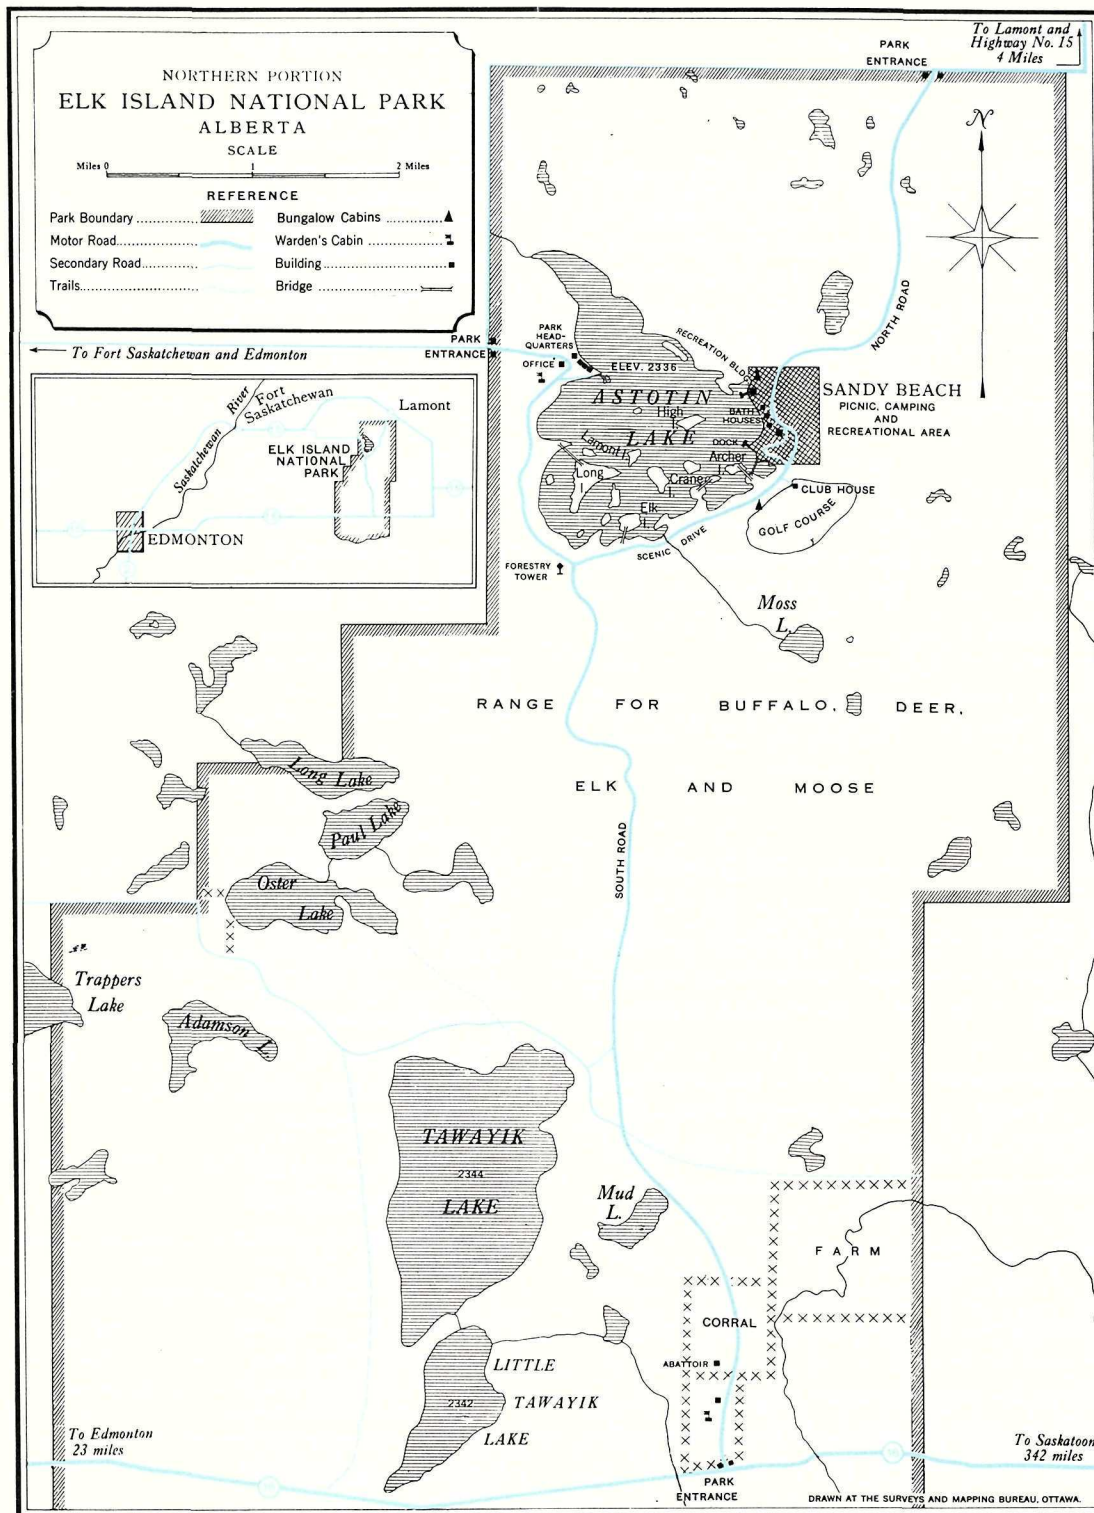 To Lamont and
Highway No. 15
4 Miles
PARK
ENTRANCE
NORTHERN PORTION
ELK ISLAND NATIONAL PARK
ALBERTA
SCALE
Miles 0 1 2 Miles
REFERENCE
Park Boundary
Motor Road
Secondary Road
Trails
Bungalow Cabins
Warden's Cabin
Building
Bridge
N
NORTH ROAD
PARK
ENTRANCE
To Fort Saskatchewan and Edmonton
PARK
HEAD-
QUARTERS
OFFICE
RECREATION BLDG.
ELEV. 2336
ASTOTIN
LAKE
High
I.
BATH
HOUSES
DOCK
Lamont I.
Long
I.
Archer
I.
Crane
I.
Elk
I.
SANDY BEACH
PICNIC, CAMPING
AND
RECREATIONAL AREA
CLUB HOUSE
GOLF COURSE
SCENIC DRIVE
FORESTRY
TOWER
Saskatchewan River
Fort
Saskatchewan
Lamont
ELK ISLAND
NATIONAL
PARK
EDMONTON
Moss
L.
RANGE FOR BUFFALO, DEER,
ELK AND MOOSE
Long Lake
Paul Lake
Oster
Lake
SOUTH ROAD
Trappers
Lake
Adamson L.
TAWAYIK
2344
LAKE
Mud
L.
FARM
CORRAL
ABATTOIR
LITTLE
TAWAYIK
2342
LAKE
To Edmonton
23 miles
To Saskatoon
342 miles
PARK
ENTRANCE
DRAWN AT THE SURVEYS AND MAPPING BUREAU, OTTAWA.